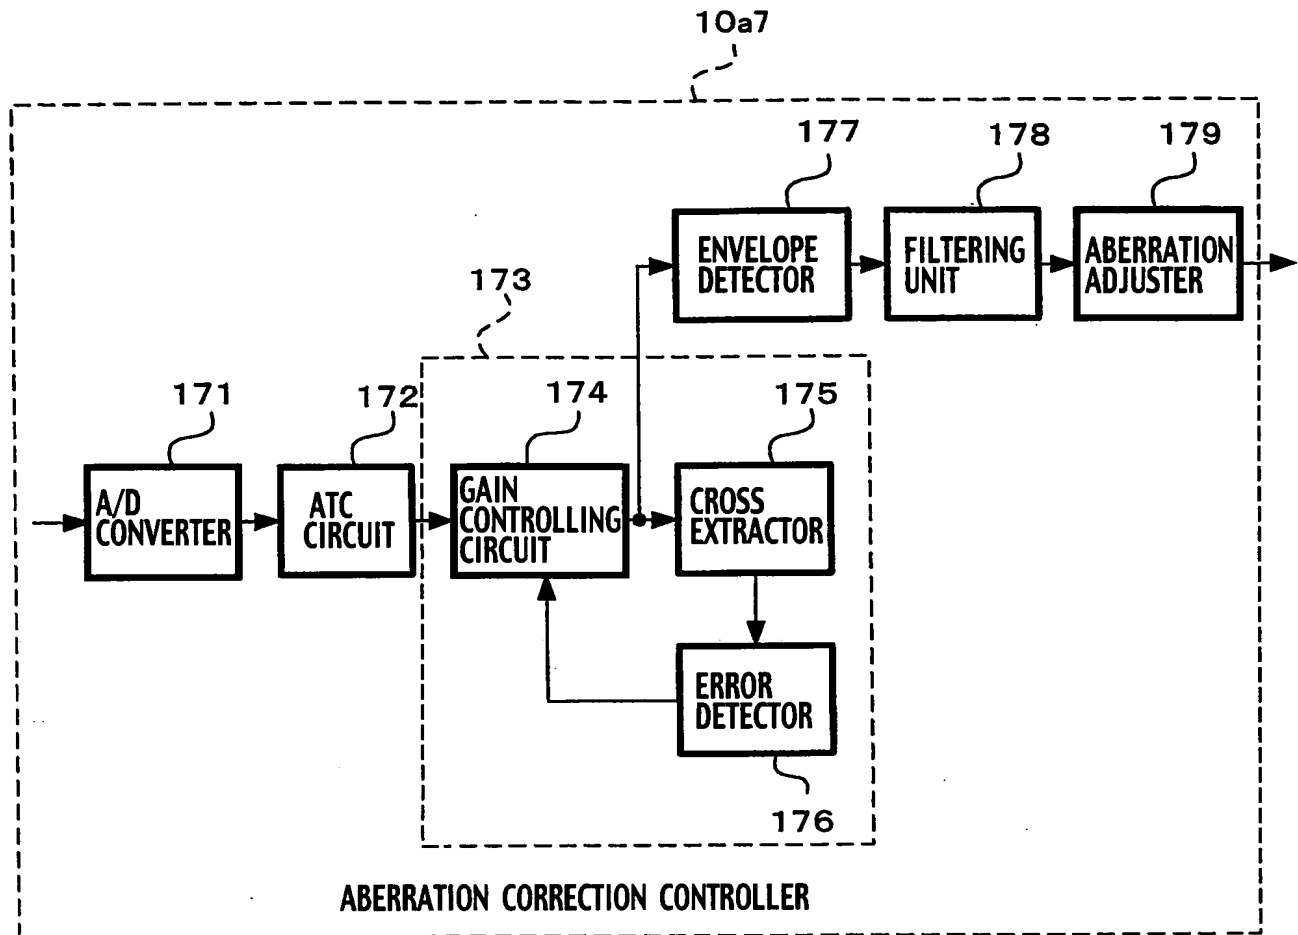 10a7
177
178
179
ENVELOPE
DETECTOR
FILTERING
UNIT
ABERRATION
ADJUSTER
173
171
172
174
175
A/D
CONVERTER
ATC
CIRCUIT
GAIN
CONTROLLING
CIRCUIT
CROSS
EXTRACTOR
ERROR
DETECTOR
176
ABERRATION CORRECTION CONTROLLER